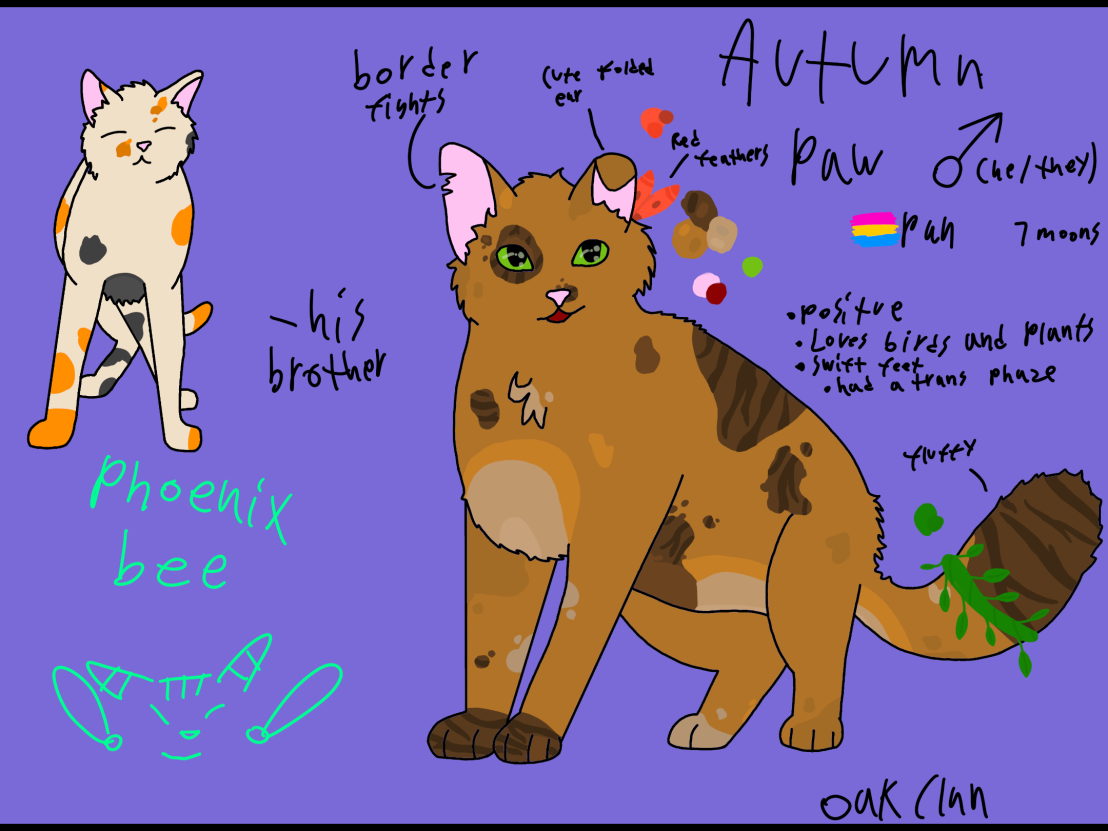 Autumn
paw
(he/they)
pan
7 moons
border
fights
cute folded
ear
Red
feathers
•positve
•Loves birds and plants
•swift feet
•had a trans phaze
-his
brother
fluffy
phoenix
bee
oak Clan